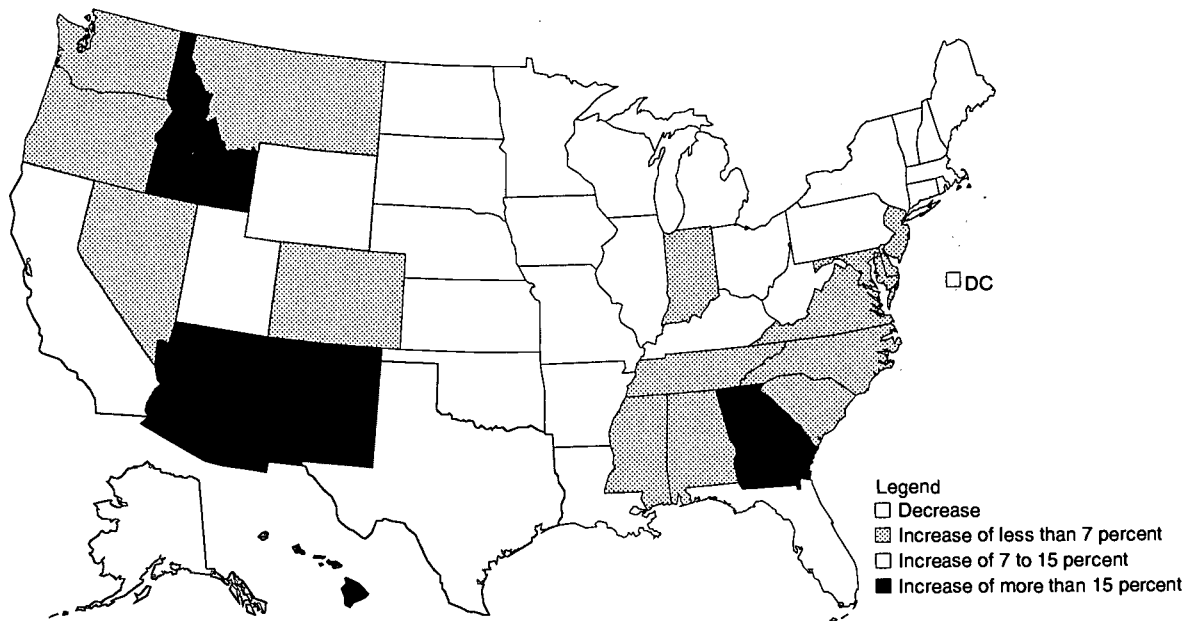 DC
Legend
Decrease
Increase of less than 7 percent
Increase of 7 to 15 percent
Increase of more than 15 percent